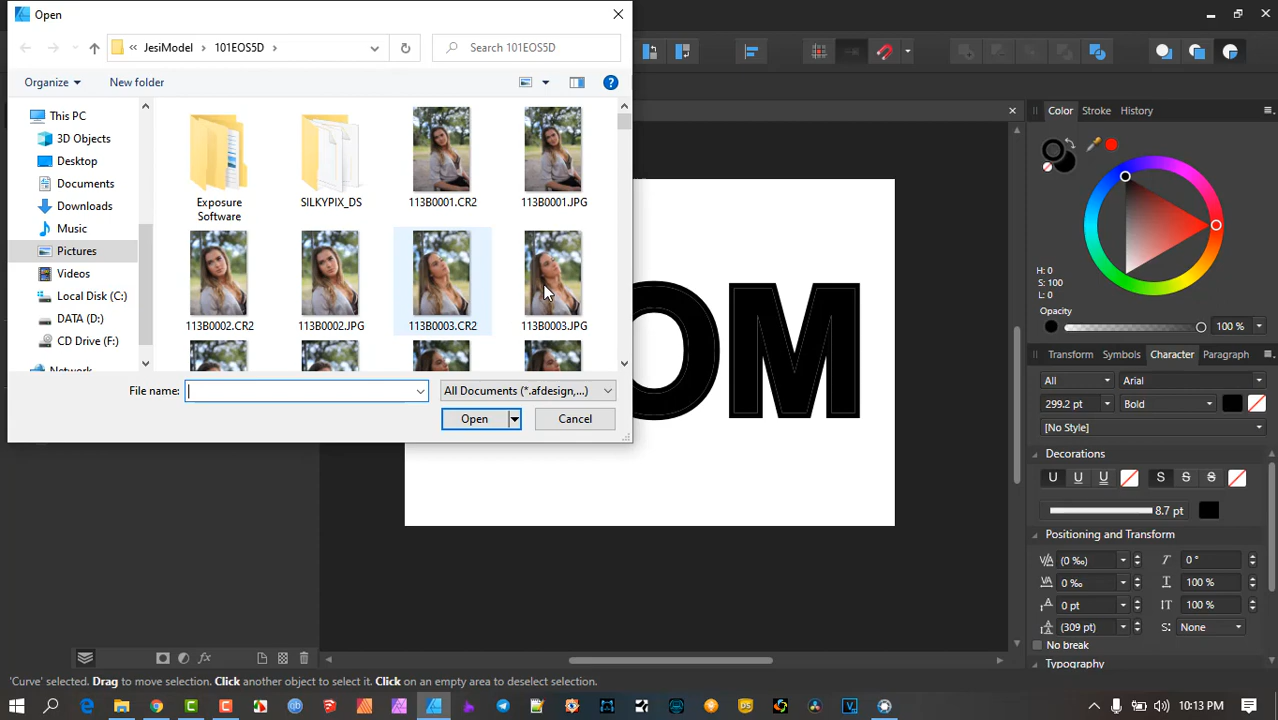 Open
« JesiModel > 101EOS5D >
Search 101EOS5D
Organize
New folder
This PC
3D Objects
Desktop
Documents
Downloads
Music
Pictures
Videos
Local Disk (C:)
DATA (D:)
CD Drive (F:)
Exposure
Software
SILKYPIX_DS
113B0001.CR2
113B0001.JPG
113B0002.CR2
113B0002.JPG
113B0003.CR2
113B0003.JPG
File name:
All Documents (*.afdesign,...)
Open
Cancel
OM
Color
Stroke
History
H: 0
S: 100
L: 0
Opacity
100 %
Transform
Symbols
Character
Paragraph
All
Arial
299.2 pt
Bold
[No Style]
Decorations
U U U S S S
8.7 pt
Positioning and Transform
(0 ‰)
0 °
0 ‰
100 %
0 pt
100 %
(309 pt)
None
No break
Typography
'Curve' selected. Drag to move selection. Click another object to select it. Click on an empty area to deselect selection.
10:13 PM